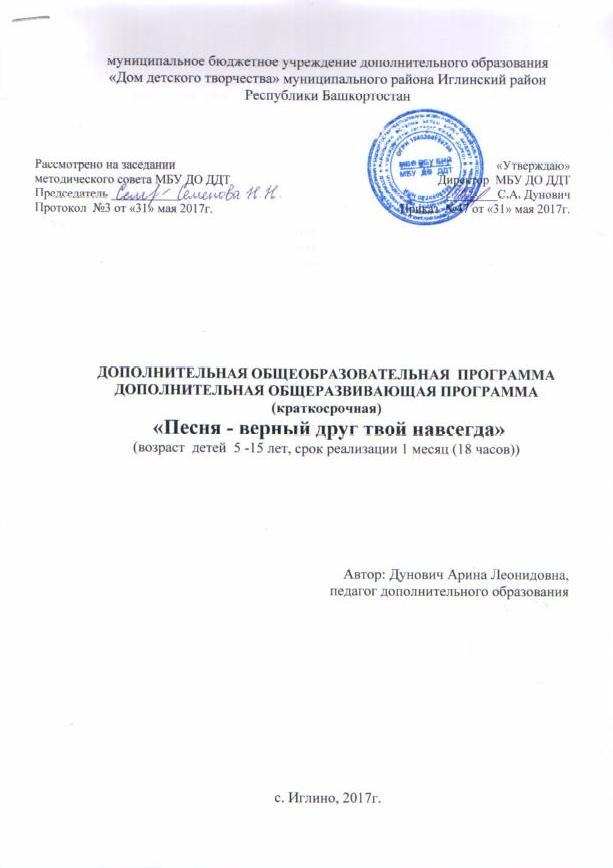 муниципальное бюджетное учреждение дополнительного образования
«Дом детского творчества» муниципального района Иглинский район
Республики Башкортостан
Рассмотрено на заседании
методического совета МБУ ДО ДДТ
Председатель Семенова Н.Н.
Протокол №3 от «31» мая 2017г.
«Утверждаю»
Директор МБУ ДО ДДТ
С.А. Дунович
Приказ №47 от «31» мая 2017г.
МБУ ДО ДДТ
ДОПОЛНИТЕЛЬНАЯ ОБЩЕОБРАЗОВАТЕЛЬНАЯ ПРОГРАММА
ДОПОЛНИТЕЛЬНАЯ ОБЩЕРАЗВИВАЮЩАЯ ПРОГРАММА
(краткосрочная)
«Песня - верный друг твой навсегда»
(возраст детей 5 -15 лет, срок реализации 1 месяц (18 часов))
Автор: Дунович Арина Леонидовна,
педагог дополнительного образования
с. Иглино, 2017г.